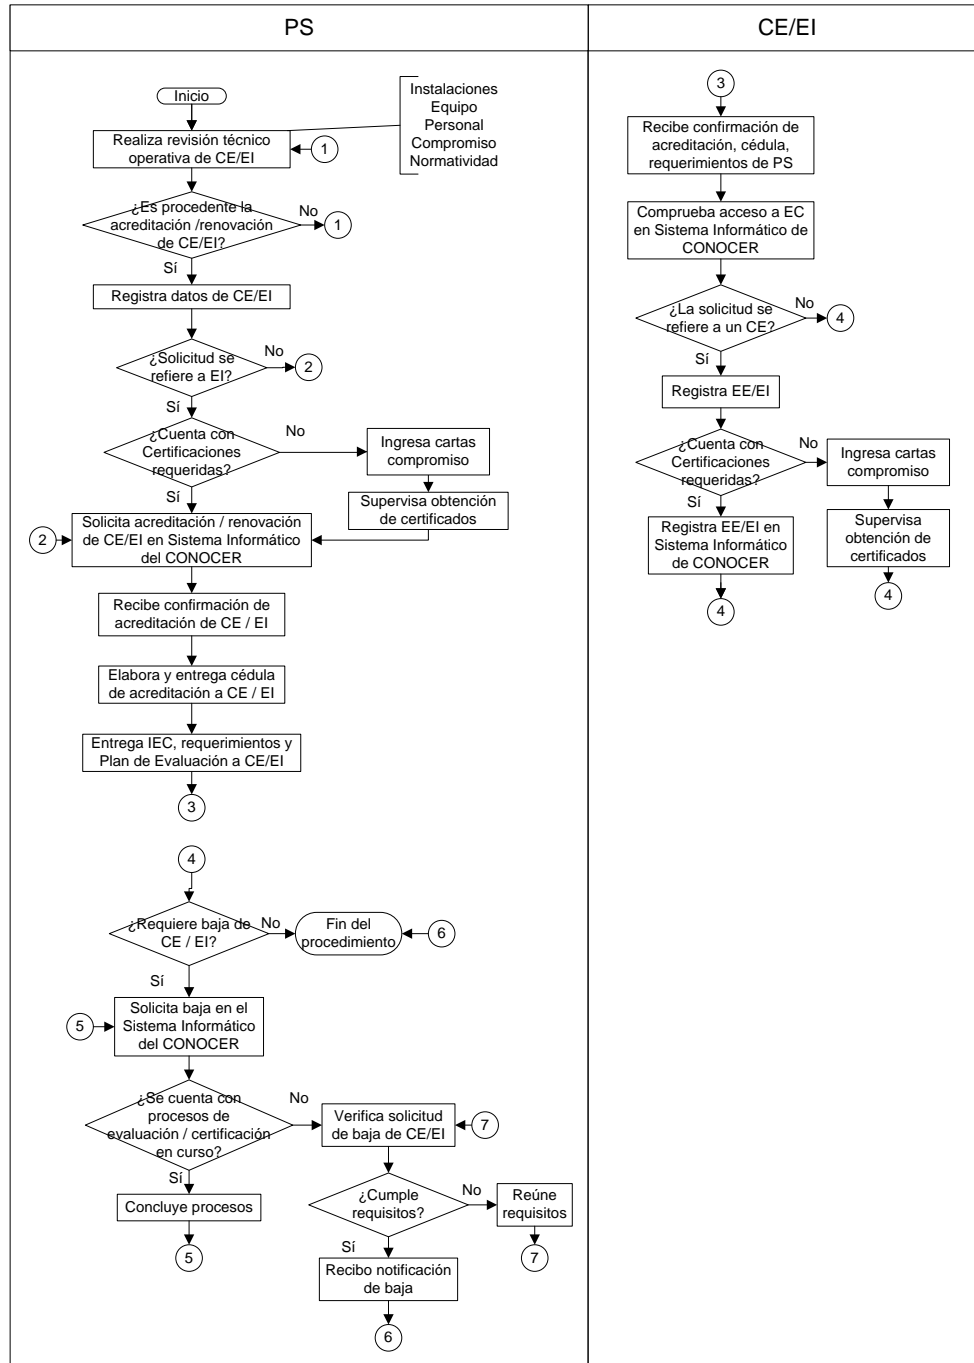 PS
CE/EI
Inicio
Instalaciones
Equipo
Personal
Compromiso
Normatividad
Realiza revisión técnico
operativa de CE/EI
1
¿Es procedente la
acreditación /renovación
de CE/EI?
No
1
Sí
Registra datos de CE/EI
¿Solicitud se
refiere a EI?
No
2
Sí
¿Cuenta con
Certificaciones
requeridas?
No
Ingresa cartas
compromiso
Supervisa obtención
de certificados
Sí
2
Solicita acreditación / renovación
de CE/EI en Sistema Informático
del CONOCER
Recibe confirmación de
acreditación de CE / EI
Elabora y entrega cédula
de acreditación a CE / EI
Entrega IEC, requerimientos y
Plan de Evaluación a CE/EI
3
4
¿Requiere baja de
CE / EI?
No
Fin del
procedimiento
6
Sí
5
Solicita baja en el
Sistema Informático
del CONOCER
¿Se cuenta con
procesos de
evaluación / certificación
en curso?
No
Verifica solicitud
de baja de CE/EI
7
Sí
Concluye procesos
5
¿Cumple
requisitos?
No
Reúne
requisitos
7
Sí
Recibo notificación
de baja
6
3
Recibe confirmación de
acreditación, cédula,
requerimientos de PS
Comprueba acceso a EC
en Sistema Informático de
CONOCER
¿La solicitud se
refiere a un CE?
No
4
Sí
Registra EE/EI
¿Cuenta con
Certificaciones
requeridas?
No
Ingresa cartas
compromiso
Sí
Registra EE/EI en
Sistema Informático
de CONOCER
4
Supervisa
obtención de
certificados
4